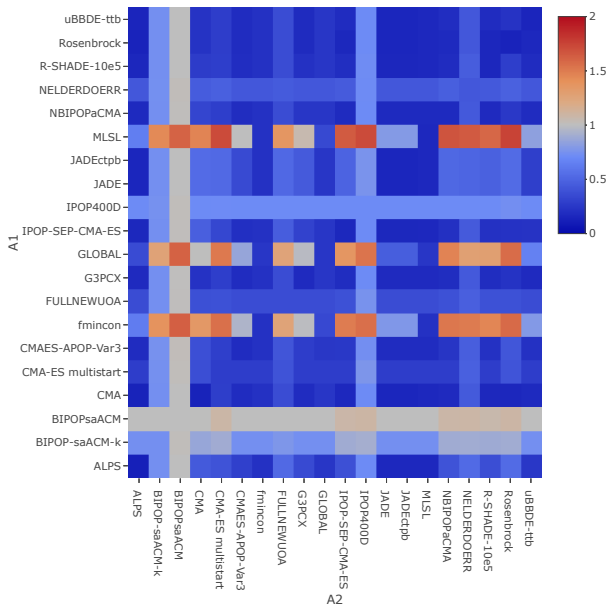 uBBDE-ttb
Rosenbrock
R-SHADE-10e5
NELDERDOERR
NBIPOPaCMA
MLSL
JADEctpb
JADE
IPOP400D
IPOP-SEP-CMA-ES
GLOBAL
G3PCX
FULLNEWUOA
fmincon
CMAES-APOP-Var3
CMA-ES multistart
CMA
BIPOPsaACM
BIPOP-saACM-k
ALPS
A1
ALPS
BIPOP-saACM-k
BIPOPsaACM
CMA
CMA-ES multistart
CMAES-APOP-Var3
fmincon
FULLNEWUOA
G3PCX
GLOBAL
IPOP-SEP-CMA-ES
IPOP400D
JADE
JADEctpb
MLSL
NBIPOPaCMA
NELDERDOERR
R-SHADE-10e5
Rosenbrock
uBBDE-ttb
A2
2
1.5
1
0.5
0